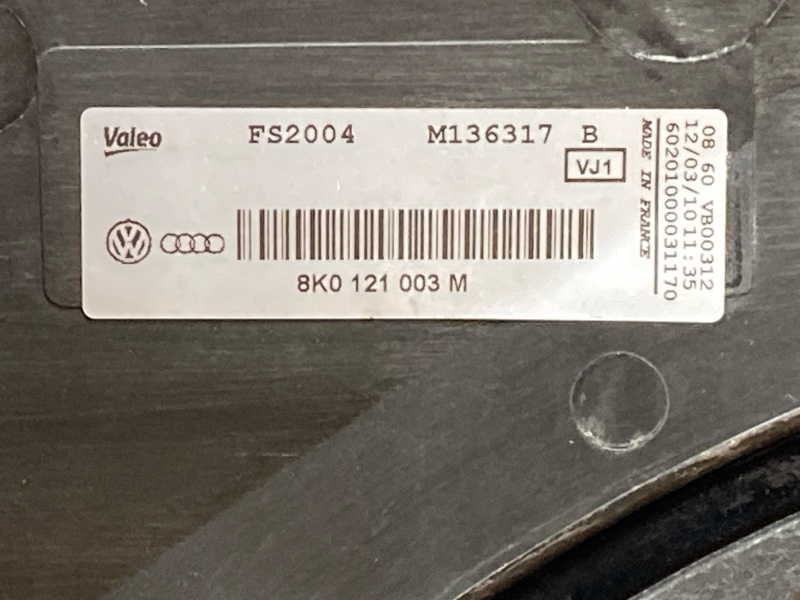 Valeo FS2004 M136317 B
VJ1
8K0 121 003 M
MADE IN FRANCE
08 60 VB00312
12/03/10 11:35
60201000031170